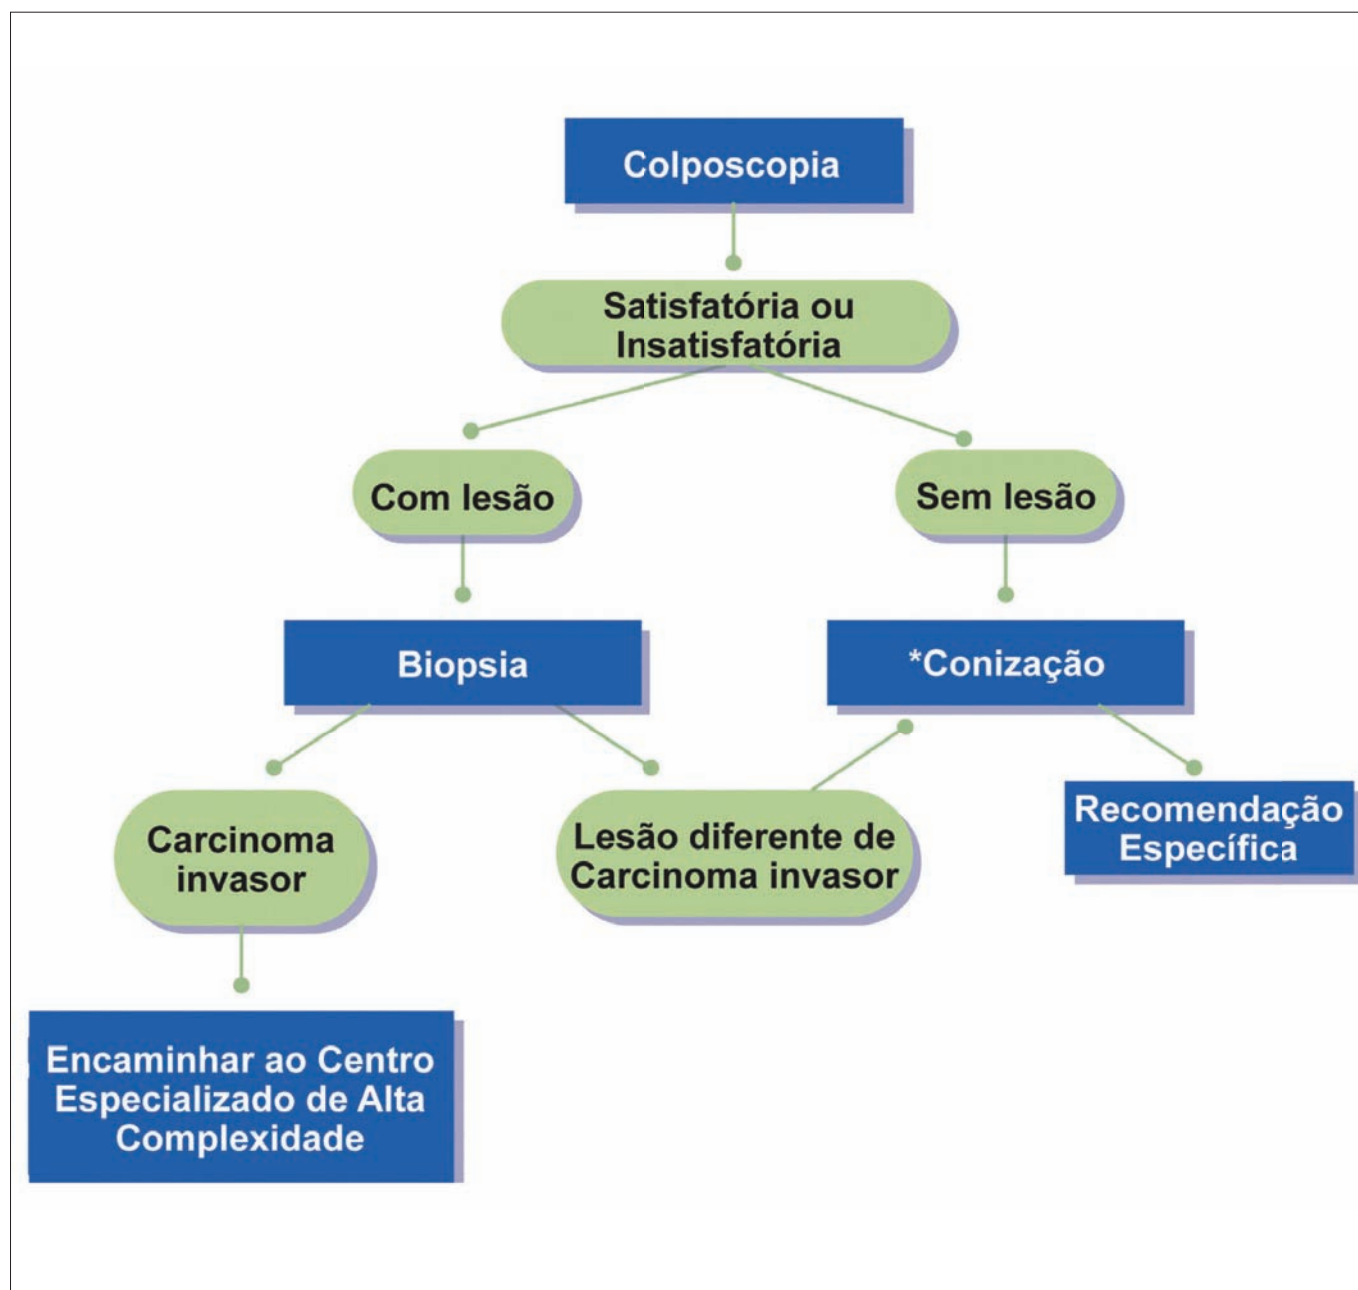 Colposcopia
Satisfatória ou
Insatisfatória
Com lesão
Sem lesão
Biopsia
*Conização
Carcinoma
invasor
Lesão diferente de
Carcinoma invasor
Recomendação
Específica
Encaminhar ao Centro
Especializado de Alta
Complexidade